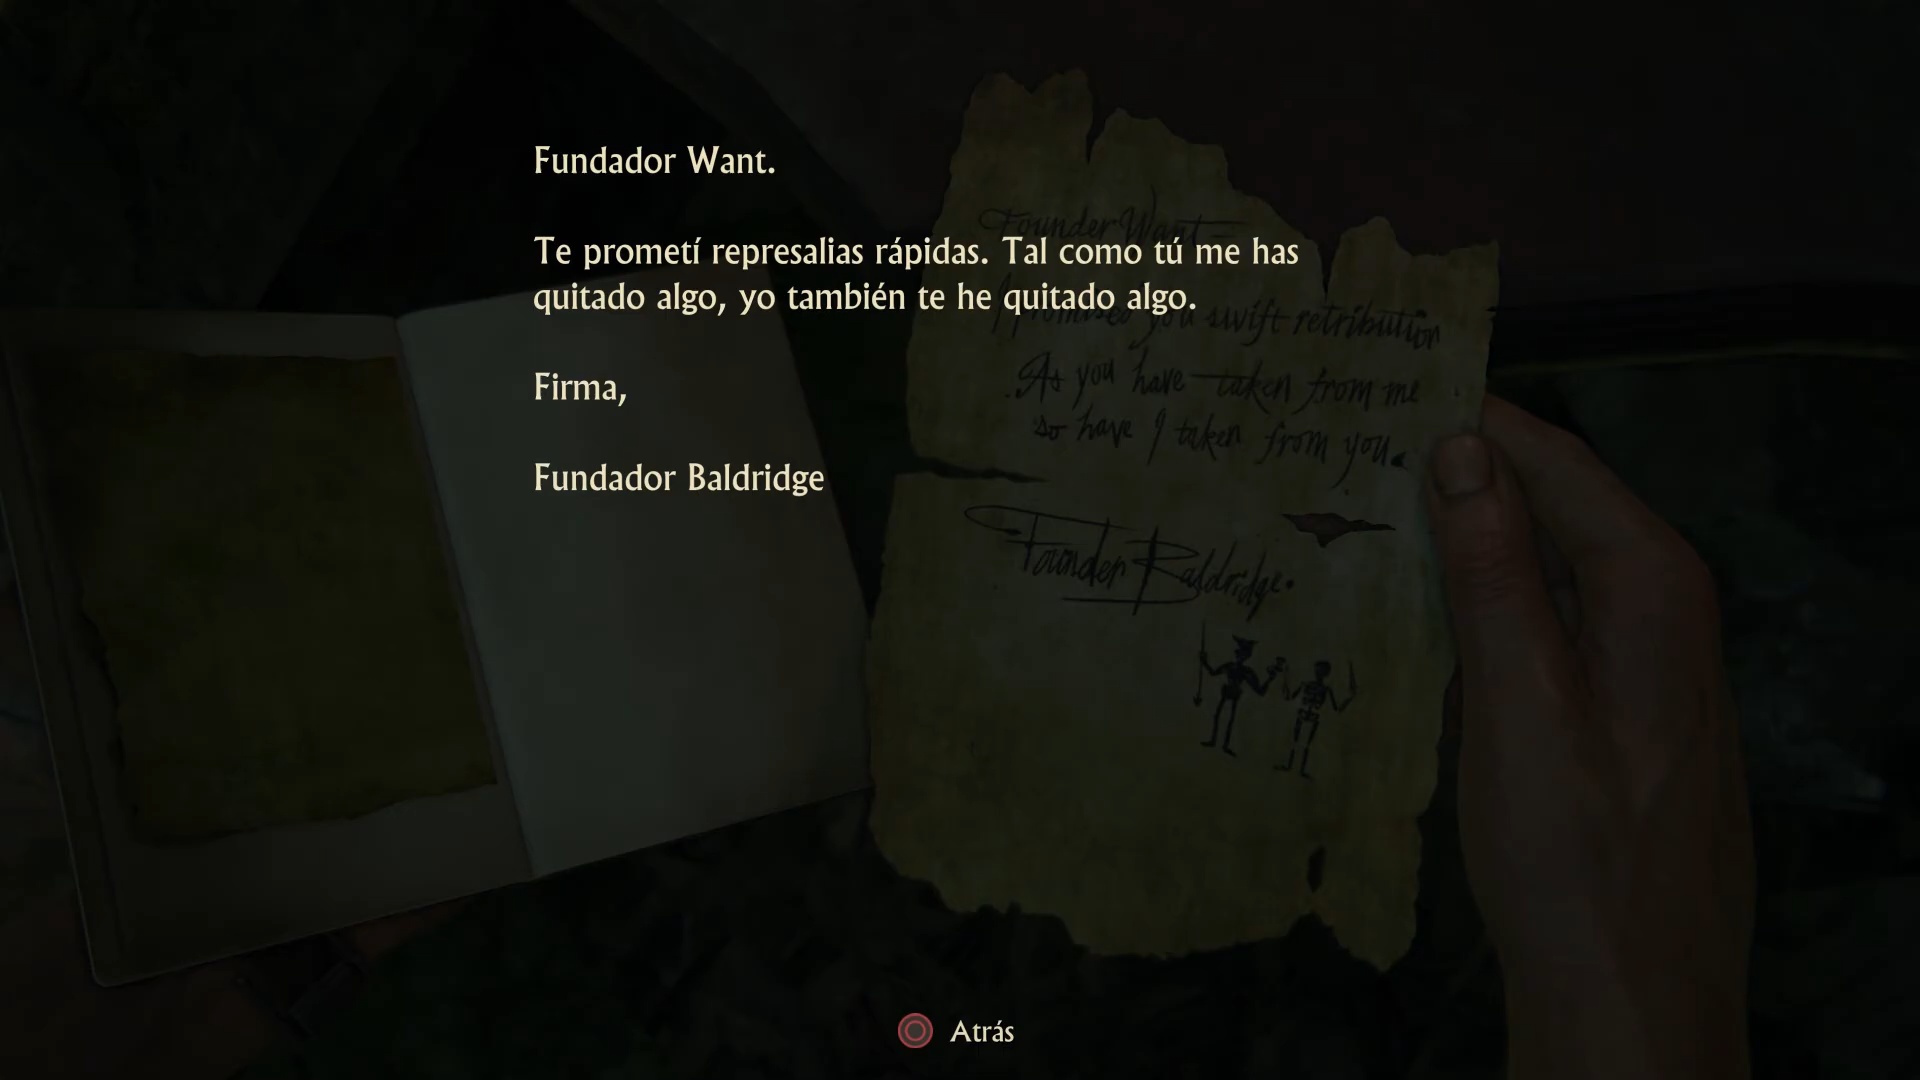 Fundador Want.
Te prometí represalias rápidas. Tal como tú me has
quitado algo, yo también te he quitado algo.
Firma,
Fundador Baldridge
Founder Want
I promised you swift retribution
As you have taken from me
so have I taken from you.
Founder Baldridge.
Atrás